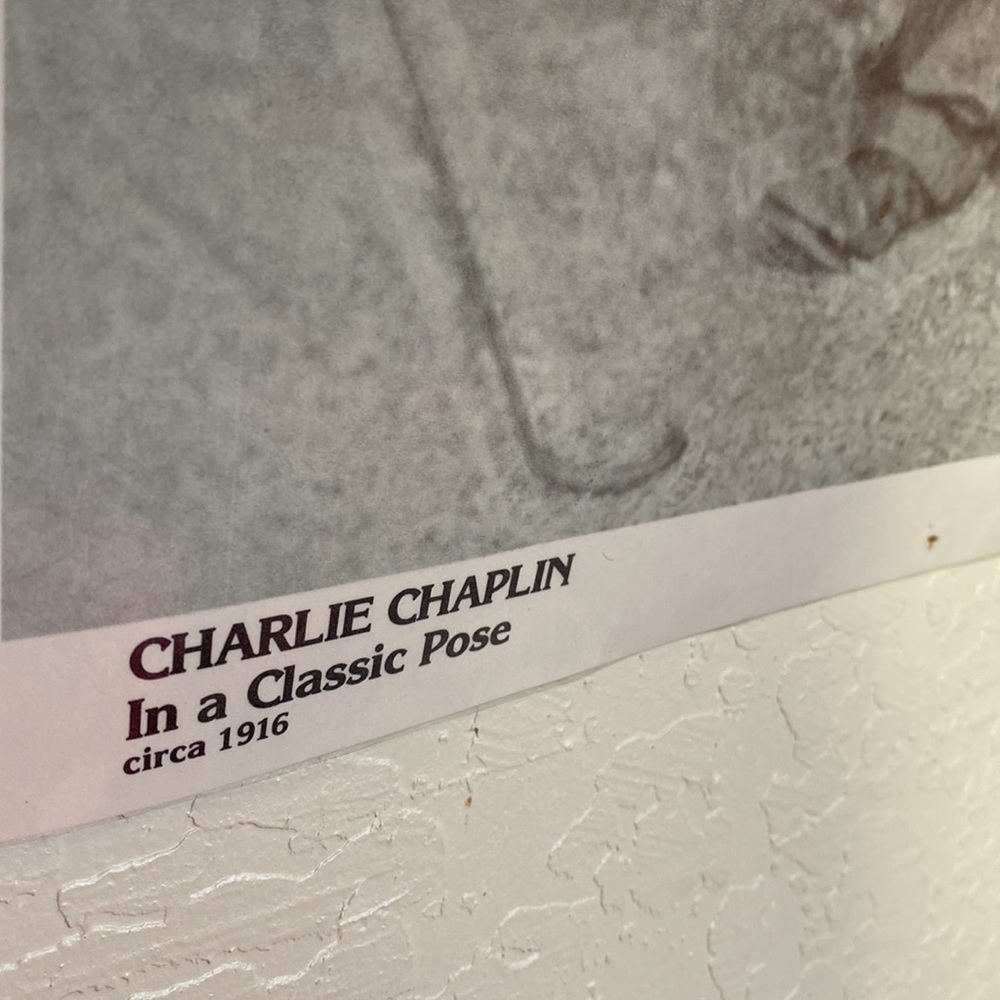 CHARLIE CHAPLIN
In a Classic Pose
circa 1916